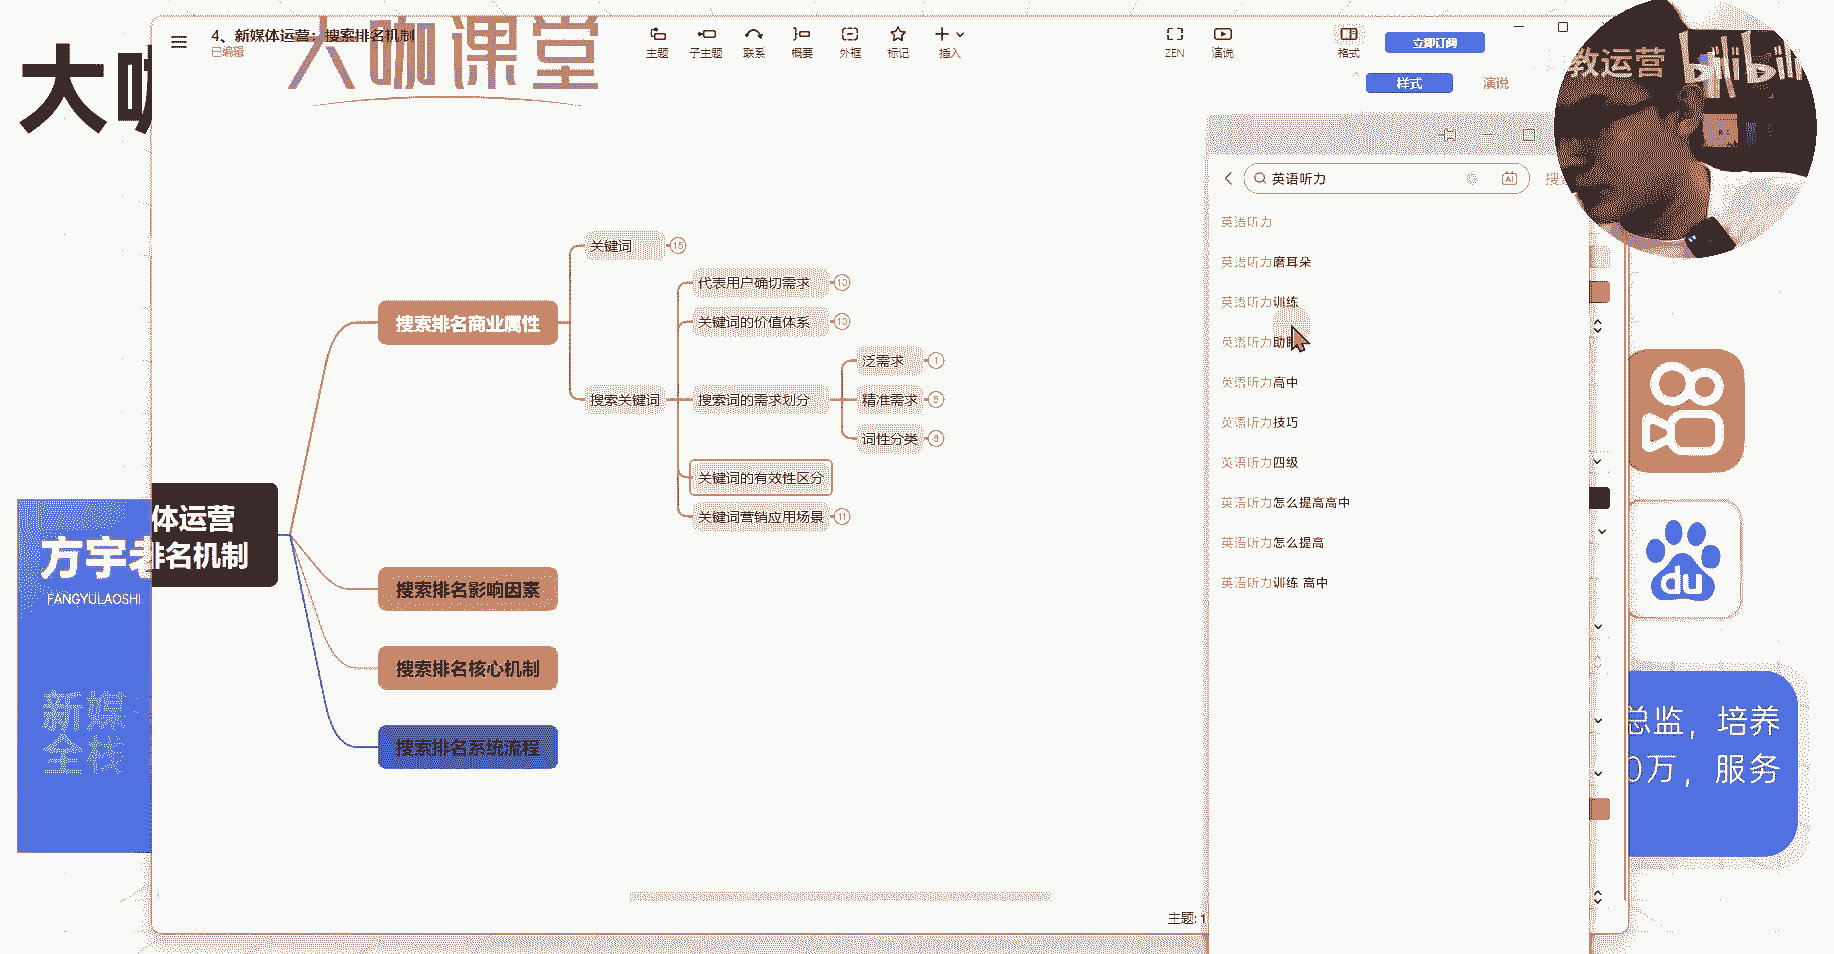 4、新媒体运营：搜索排名机制
已编辑
大咖课堂
大咖
主题
子主题
联系
概要
外框
标记
插入
ZEN
演说
格式
立即订阅
样式
演说
教运营
bilibili
英语听力
AI
英语听力
英语听力磨耳朵
英语听力训练
英语听力助眠
英语听力高中
英语听力技巧
英语听力四级
英语听力怎么提高高中
英语听力怎么提高
英语听力训练 高中
关键词
15
代表用户确切需求
13
搜索排名商业属性
关键词的价值体系
13
泛需求
1
搜索关键词
搜索词的需求划分
精准需求
5
词性分类
8
关键词的有效性区分
关键词营销应用场景
11
体运营
排名机制
搜索排名影响因素
搜索排名核心机制
搜索排名系统流程
方宇老
FANGYULAOSHI
新媒
全栈
du
总监，培养
0万，服务
主题: 1